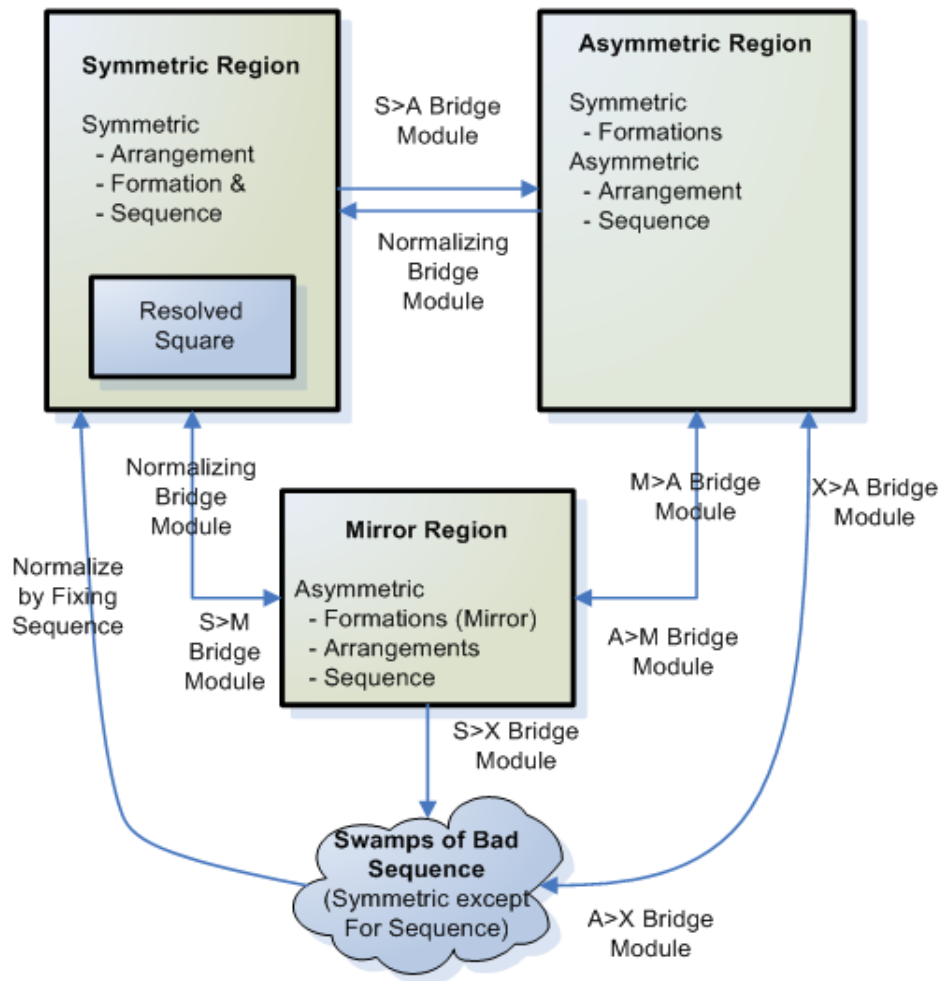 Symmetric Region
Symmetric
- Arrangement
- Formation &
- Sequence
Resolved
Square
S>A Bridge
Module
Normalizing
Bridge
Module
Asymmetric Region
Symmetric
- Formations
Asymmetric
- Arrangement
- Sequence
Normalizing
Bridge
Module
S>M
Bridge
Module
Mirror Region
Asymmetric
- Formations (Mirror)
- Arrangements
- Sequence
M>A Bridge
Module
X>A Bridge
Module
A>M Bridge
Module
Normalize
by Fixing
Sequence
S>X Bridge
Module
Swamps of Bad
Sequence
(Symmetric except
For Sequence)
A>X Bridge
Module